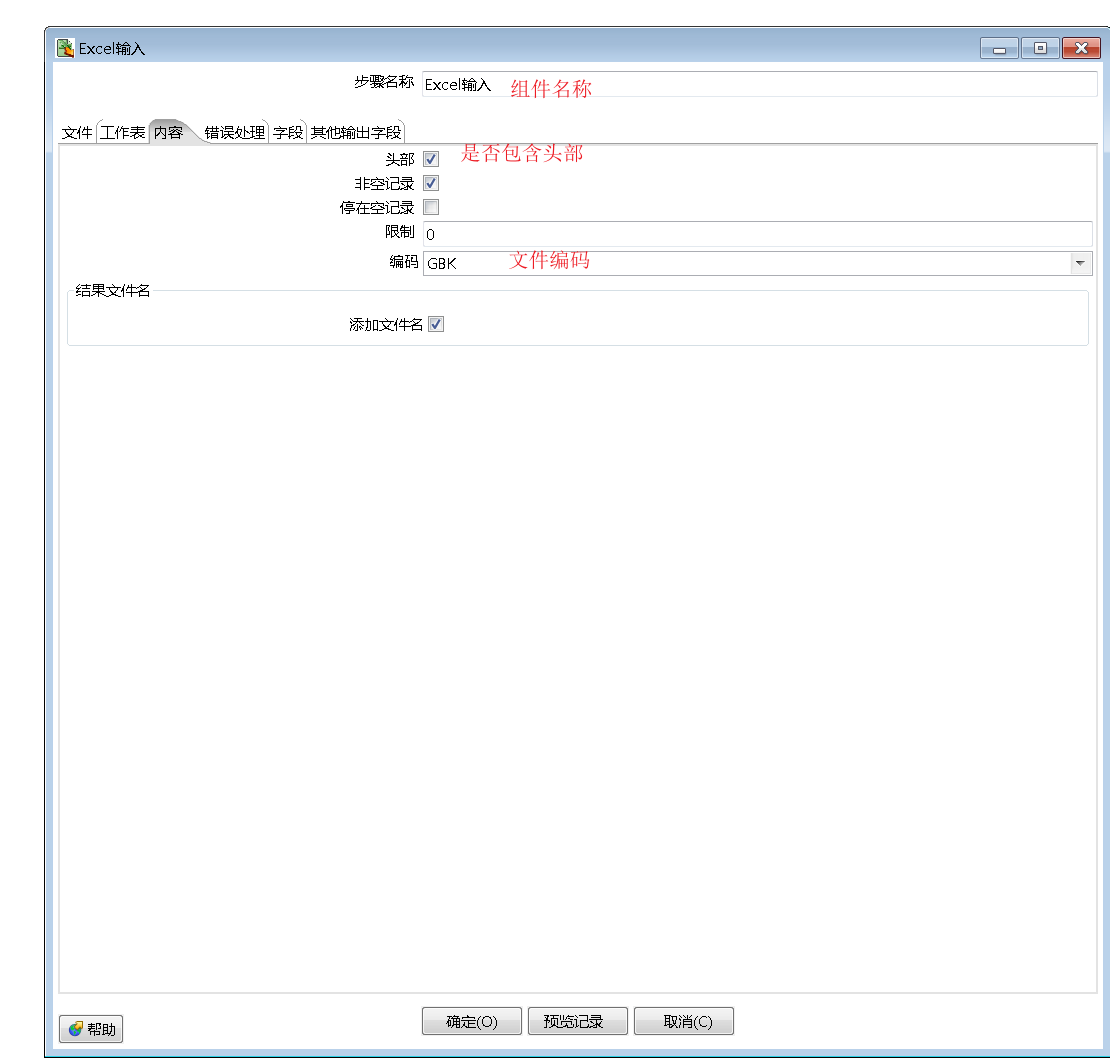 Excel输入
步骤名称 Excel输入 组件名称
文件 工作表 内容 错误处理 字段 其他输出字段
头部 是否包含头部
非空记录
停在空记录
限制 0
编码 GBK 文件编码
结果文件名
添加文件名
帮助 确定(O) 预览记录 取消(C)